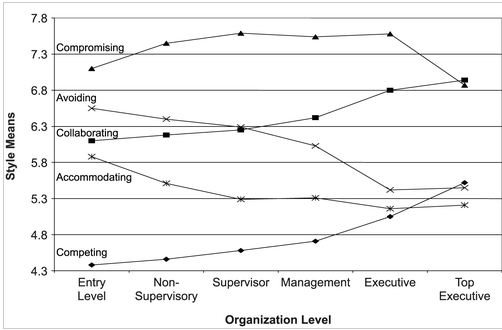 7.8
7.3
6.8
6.3
5.8
5.3
4.8
4.3
Style Means
Compromising
Avoiding
Collaborating
Accommodating
Competing
Entry
Level
Non-
Supervisory
Supervisor
Management
Executive
Top
Executive
Organization Level